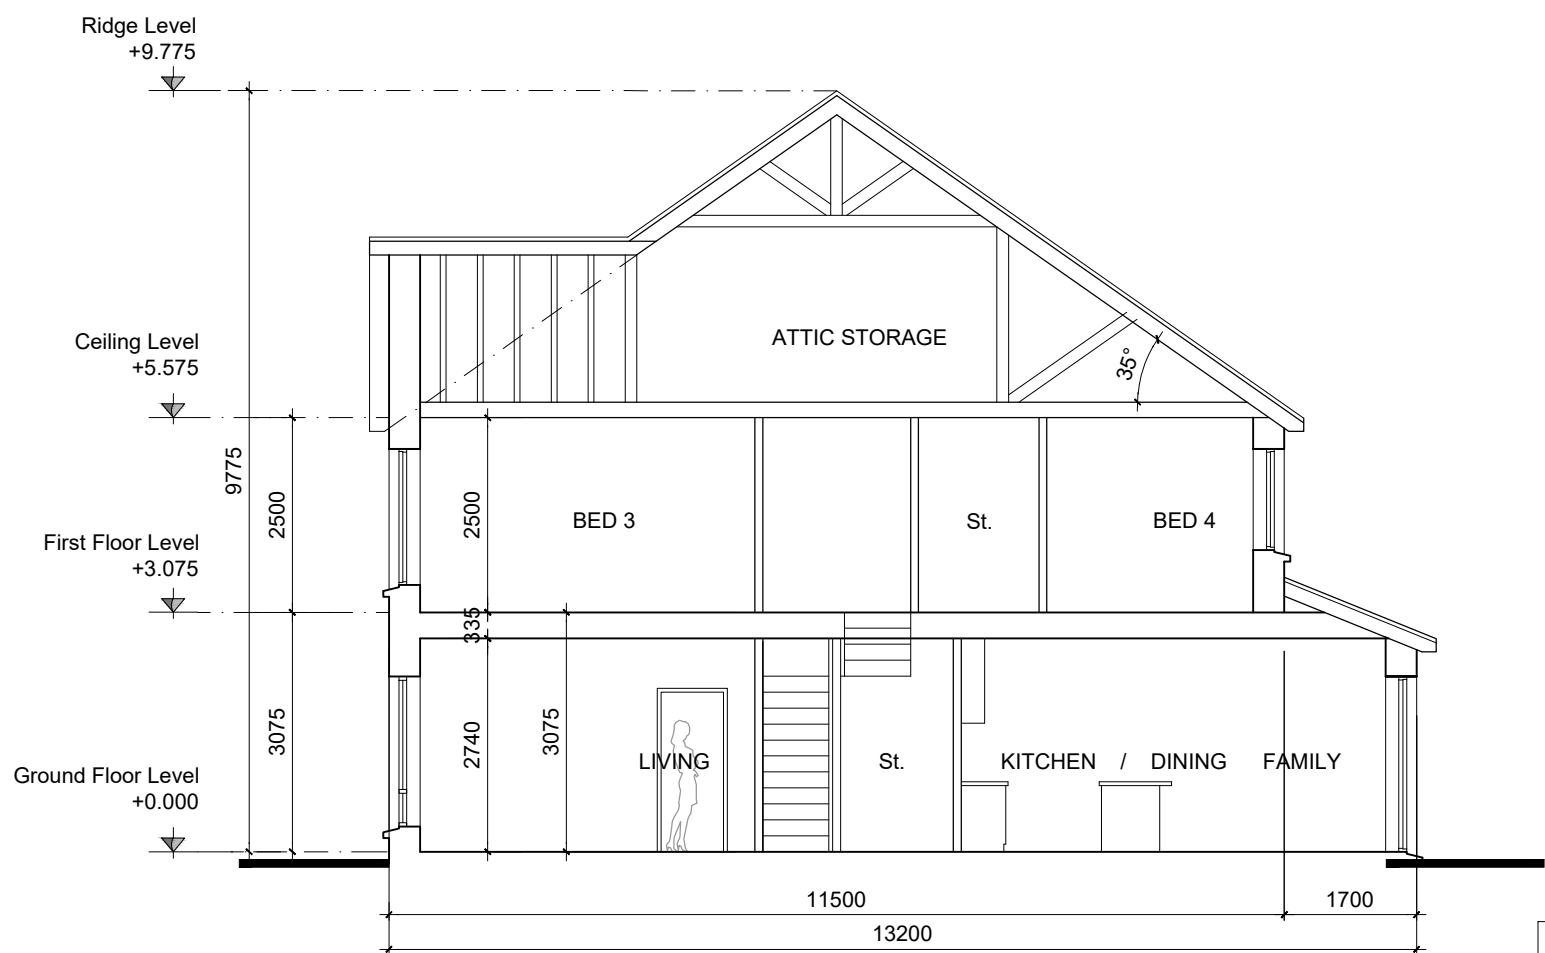 Ridge Level
+9.775
Ceiling Level
+5.575
ATTIC STORAGE
35°
9775
2500
2500
BED 3
St.
BED 4
First Floor Level
+3.075
335
3075
2740
3075
LIVING
St.
KITCHEN / DINING FAMILY
Ground Floor Level
+0.000
11500
1700
13200